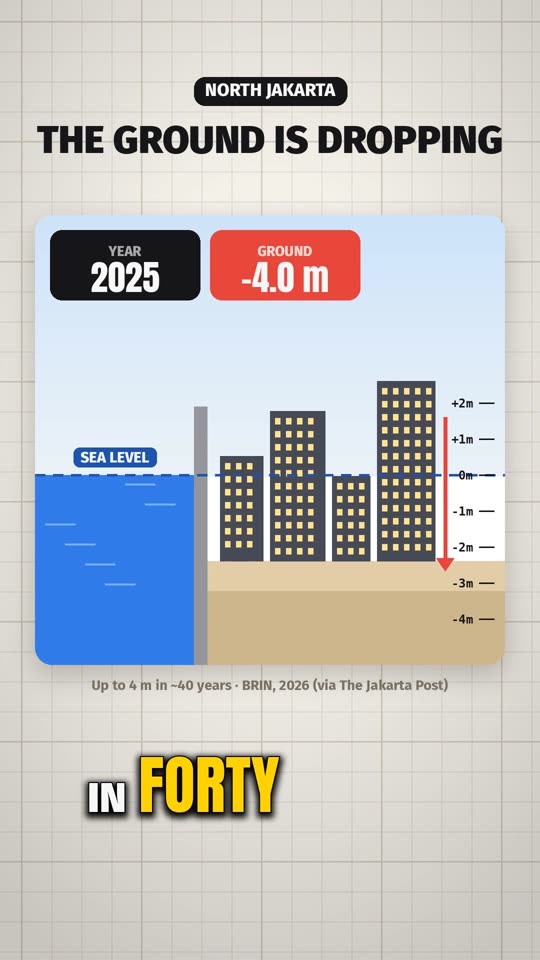 NORTH JAKARTA
THE GROUND IS DROPPING
YEAR
2025
GROUND
-4.0 m
+2m
+1m
SEA LEVEL
0m
-1m
-2m
-3m
-4m
Up to 4 m in ~40 years · BRIN, 2026 (via The Jakarta Post)
IN FORTY